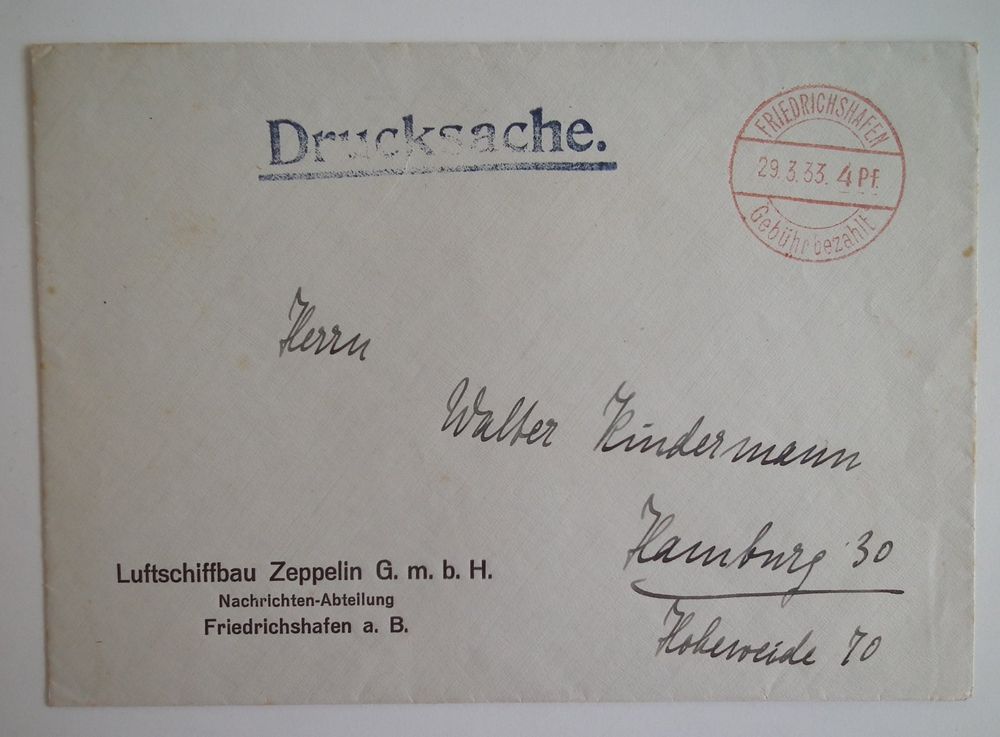 Drucksache.
FRIEDRICHSHAFEN
29.3.33. 4 Pf.
Gebühr bezahlt
Herrn
Walter Kindermann
Hamburg 30
Hoheweide 70
Luftschiffbau Zeppelin G. m. b. H.
Nachrichten-Abteilung
Friedrichshafen a. B.